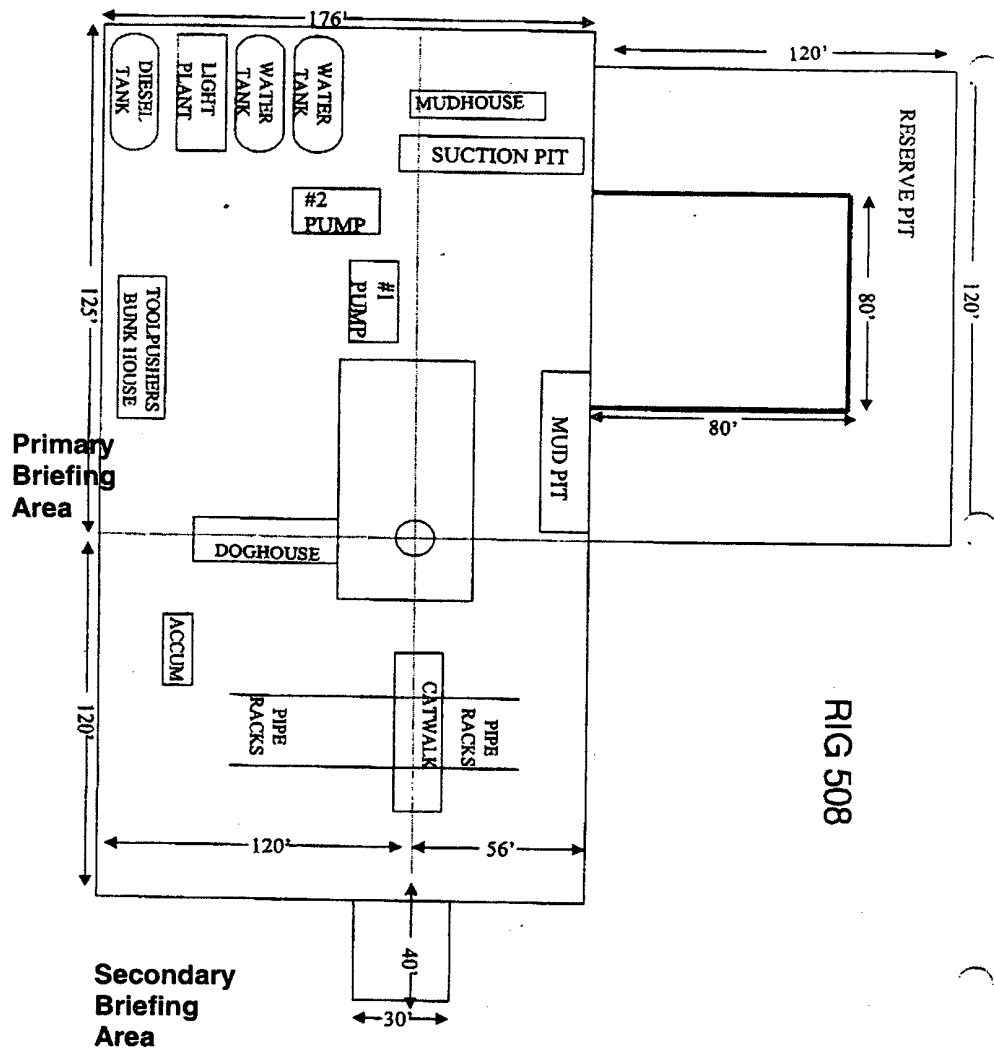 176'
120'
DIESEL
TANK
LIGHT
PLANT
WATER
TANK
WATER
TANK
MUDHOUSE
SUCTION PIT
RESERVE PIT
#2
PUMP
#1
PUMP
125'
TOOLPUSHERS
BUNK HOUSE
80'
120'
80'
MUD PIT
Primary
Briefing
Area
DOGHOUSE
ACCUM
120'
PIPE
RACKS
CATWALK
PIPE
RACKS
RIG 508
120'
56'
40'
30'
Secondary
Briefing
Area